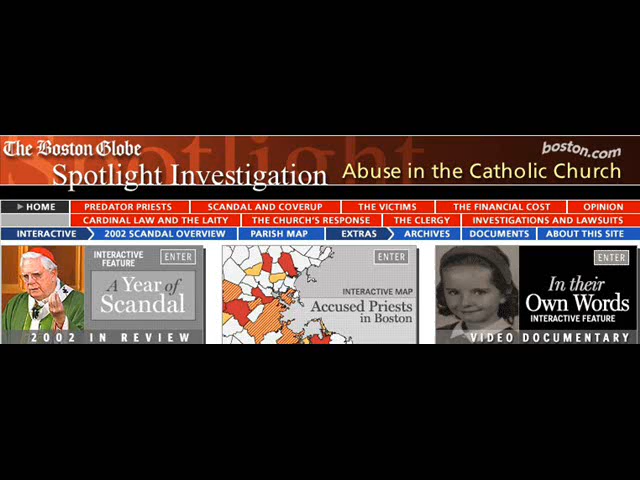 The Boston Globe
boston.com
Spotlight
Spotlight Investigation
Abuse in the Catholic Church
HOME PREDATOR PRIESTS SCANDAL AND COVERUP THE VICTIMS THE FINANCIAL COST OPINION
CARDINAL LAW AND THE LAITY THE CHURCH'S RESPONSE THE CLERGY INVESTIGATIONS AND LAWSUITS
INTERACTIVE 2002 SCANDAL OVERVIEW PARISH MAP EXTRAS ARCHIVES DOCUMENTS ABOUT THIS SITE
INTERACTIVE
FEATURE
ENTER
A Year of
Scandal
2002 IN REVIEW
ENTER
INTERACTIVE MAP
Accused Priests
in Boston
ENTER
In their
Own Words
INTERACTIVE FEATURE
VIDEO DOCUMENTARY